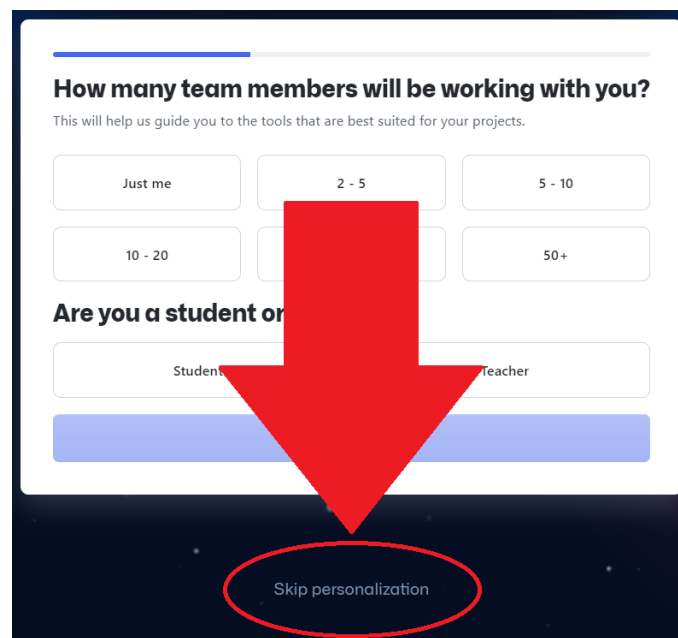 How many team members will be working with you?
This will help us guide you to the tools that are best suited for your projects.
Just me
2 - 5
5 - 10
10 - 20
50+
Are you a student or
Student
Teacher
Skip personalization